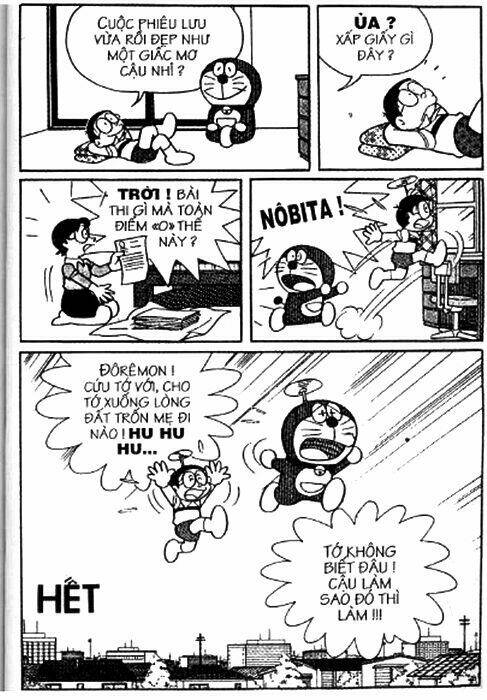 CUỘC PHIÊU LƯU
VỪA RỒI ĐẸP NHƯ
MỘT GIẤC MƠ
CẬU NHỈ ?
ỦA ?
XẤP GIẤY GÌ
ĐÂY ?
TRỜI ! BÀI
THI GÌ MÀ TOÀN
ĐIỂM «O» THẾ
NÀY ?
NÔBITA !
ĐÔRÊMON !
CỨU TỚ VỚI, CHO
TỚ XUỐNG LÒNG
ĐẤT TRỐN MẸ ĐI
NÀO ! HU HU
HU...
TỚ KHÔNG
BIẾT ĐÂU !
CẬU LÀM
SAO ĐÓ THÌ
LÀM !!!
HẾT